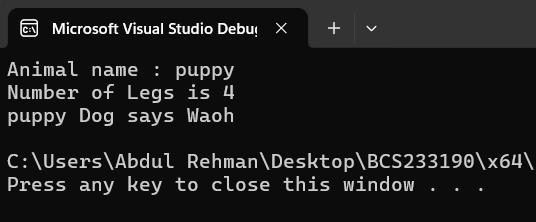 Microsoft Visual Studio Debug
Animal name : puppy
Number of Legs is 4
puppy Dog says Waoh
C:\Users\Abdul Rehman\Desktop\BCS233190\x64\
Press any key to close this window . . .